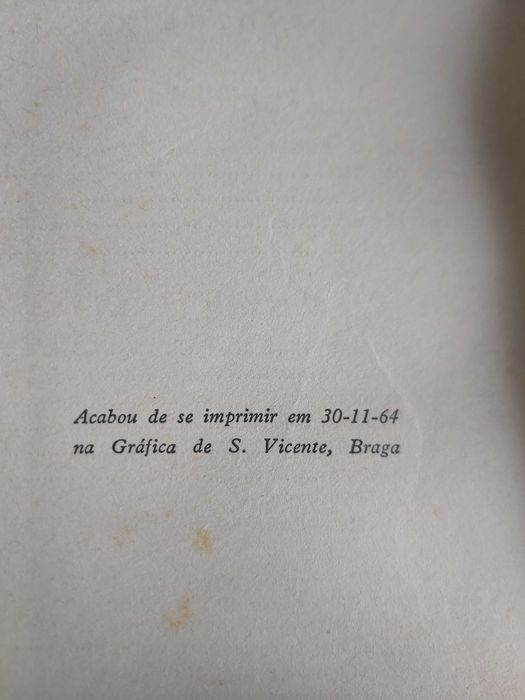 Acabou de se imprimir em 30-11-64
na Gráfica de S. Vicente, Braga